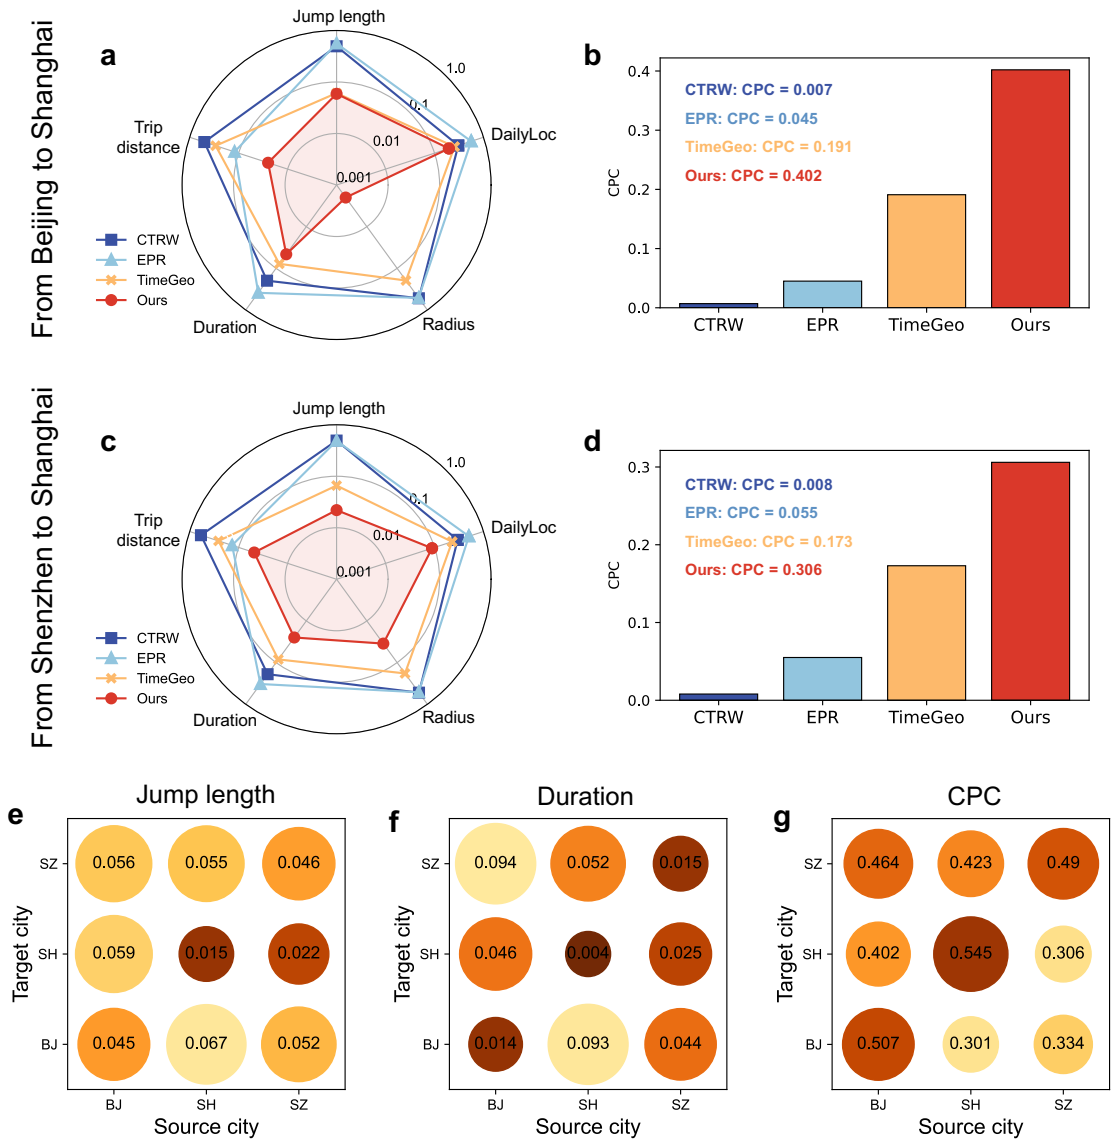 From Beijing to Shanghai
a
Jump length
1.0
0.1
0.01
0.001
DailyLoc
Trip
distance
Duration
Radius
CTRW
EPR
TimeGeo
Ours
b
CPC
0.4
0.3
0.2
0.1
0.0
CTRW: CPC = 0.007
EPR: CPC = 0.045
TimeGeo: CPC = 0.191
Ours: CPC = 0.402
CTRW EPR TimeGeo Ours
From Shenzhen to Shanghai
c
Jump length
1.0
0.1
0.01
0.001
DailyLoc
Trip
distance
Duration
Radius
CTRW
EPR
TimeGeo
Ours
d
CPC
0.3
0.2
0.1
0.0
CTRW: CPC = 0.008
EPR: CPC = 0.055
TimeGeo: CPC = 0.173
Ours: CPC = 0.306
CTRW EPR TimeGeo Ours
e
Jump length
Target city
SZ 0.056 0.055 0.046
SH 0.059 0.015 0.022
BJ 0.045 0.067 0.052
BJ SH SZ
Source city
f
Duration
Target city
SZ 0.094 0.052 0.015
SH 0.046 0.004 0.025
BJ 0.014 0.093 0.044
BJ SH SZ
Source city
g
CPC
Target city
SZ 0.464 0.423 0.49
SH 0.402 0.545 0.306
BJ 0.507 0.301 0.334
BJ SH SZ
Source city